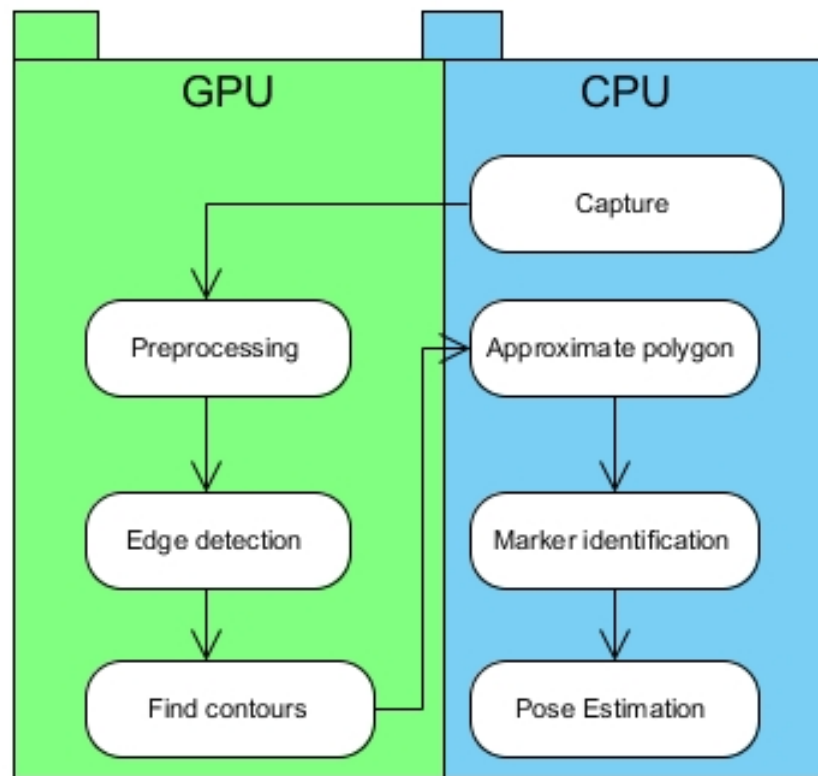 GPU
CPU
Capture
Preprocessing
Approximate polygon
Edge detection
Marker identification
Find contours
Pose Estimation